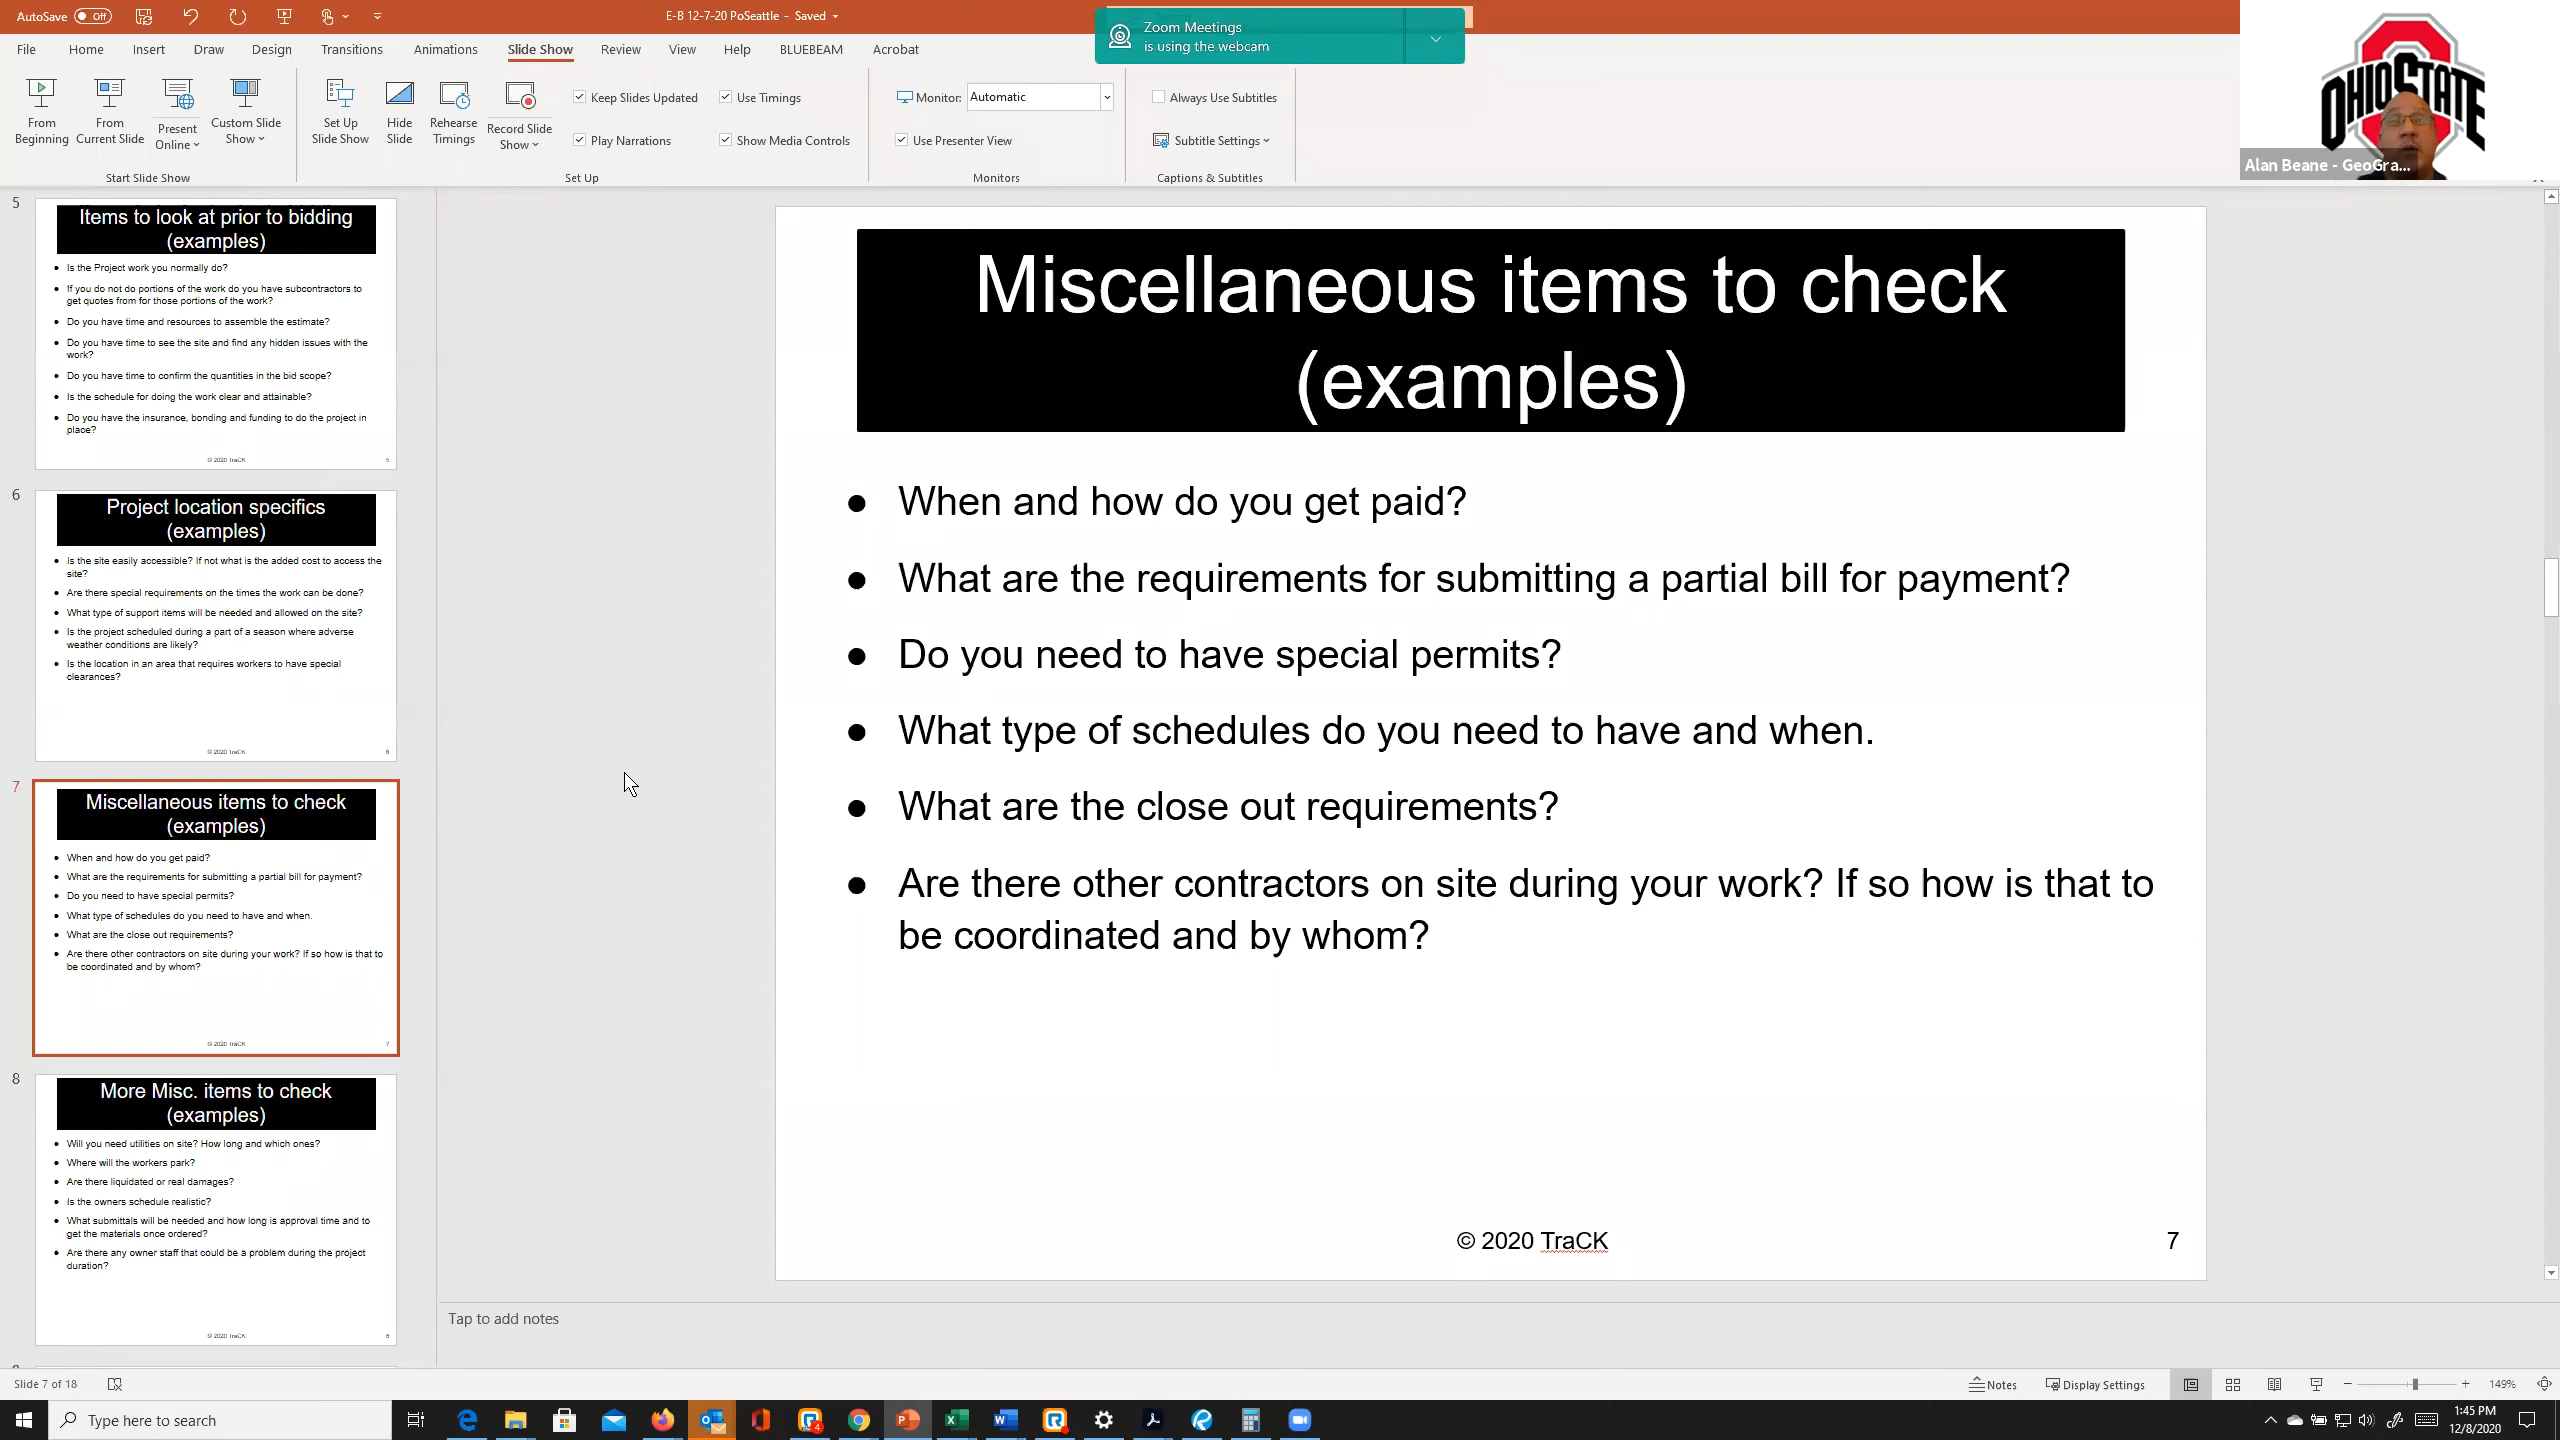 AutoSave Off
E-B 12-7-20 PoSeattle - Saved
Zoom Meetings
is using the webcam
File Home Insert Draw Design Transitions Animations Slide Show Review View Help BLUEBEAM Acrobat
From Beginning
From Current Slide
Present Online
Custom Slide Show
Set Up Slide Show
Hide Slide
Rehearse Timings
Record Slide Show
Keep Slides Updated
Play Narrations
Use Timings
Show Media Controls
Monitor: Automatic
Use Presenter View
Always Use Subtitles
Subtitle Settings
Start Slide Show
Set Up
Monitors
Captions & Subtitles
OHIO STATE
Alan Beane - GeoGra...
5
Items to look at prior to bidding
(examples)
● Is the Project work you normally do?
● If you do not do portions of the work do you have subcontractors to
get quotes from for those portions of the work?
● Do you have time and resources to assemble the estimate?
● Do you have time to see the site and find any hidden issues with the
work?
● Do you have time to confirm the quantities in the bid scope?
● Is the schedule for doing the work clear and attainable?
● Do you have the insurance, bonding and funding to do the project in
place?
© 2020 TraCK 5
6
Project location specifics
(examples)
● Is the site easily accessible? If not what is the added cost to access the
site?
● Are there special requirements on the times the work can be done?
● What type of support items will be needed and allowed on the site?
● Is the project scheduled during a part of a season where adverse
weather conditions are likely?
● Is the location in an area that requires workers to have special
clearances?
© 2020 TraCK 6
7
Miscellaneous items to check
(examples)
● When and how do you get paid?
● What are the requirements for submitting a partial bill for payment?
● Do you need to have special permits?
● What type of schedules do you need to have and when.
● What are the close out requirements?
● Are there other contractors on site during your work? If so how is that to
be coordinated and by whom?
© 2020 TraCK 7
8
More Misc. items to check
(examples)
● Will you need utilities on site? How long and which ones?
● Where will the workers park?
● Are there liquidated or real damages?
● Is the owners schedule realistic?
● What submittals will be needed and how long is approval time and to
get the materials once ordered?
● Are there any owner staff that could be a problem during the project
duration?
© 2020 TraCK 8
Miscellaneous items to check
(examples)
● When and how do you get paid?
● What are the requirements for submitting a partial bill for payment?
● Do you need to have special permits?
● What type of schedules do you need to have and when.
● What are the close out requirements?
● Are there other contractors on site during your work? If so how is that to
be coordinated and by whom?
© 2020 TraCK 7
Tap to add notes
Slide 7 of 18
Notes Display Settings 149%
Type here to search
4
1:45 PM
12/8/2020